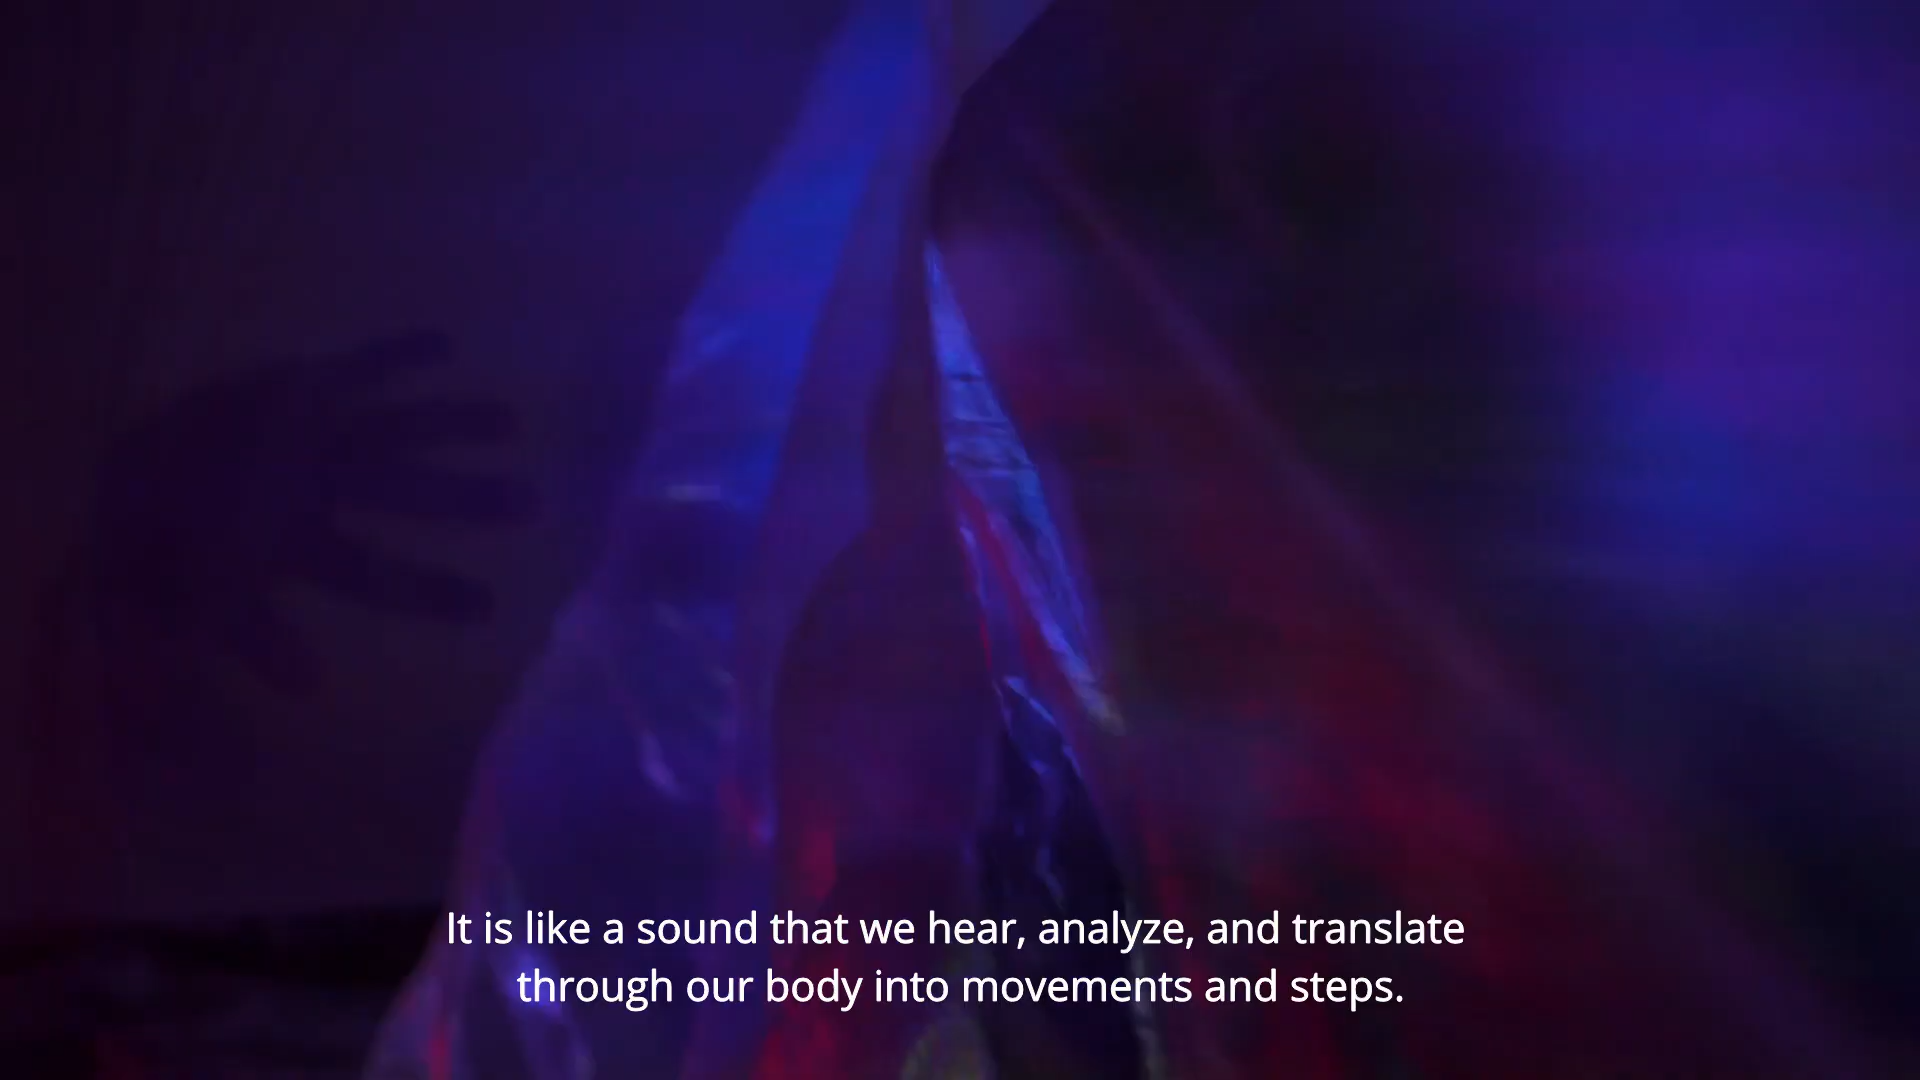 It is like a sound that we hear, analyze, and translate
through our body into movements and steps.